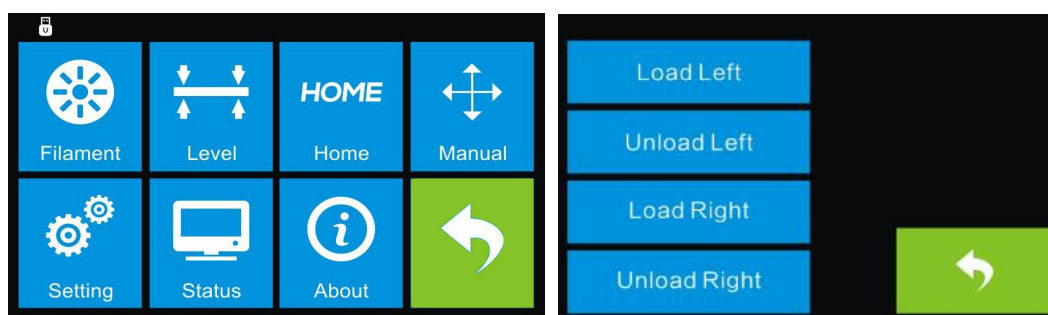 HOME
Filament
Level
Home
Manual
Setting
Status
About
Load Left
Unload Left
Load Right
Unload Right